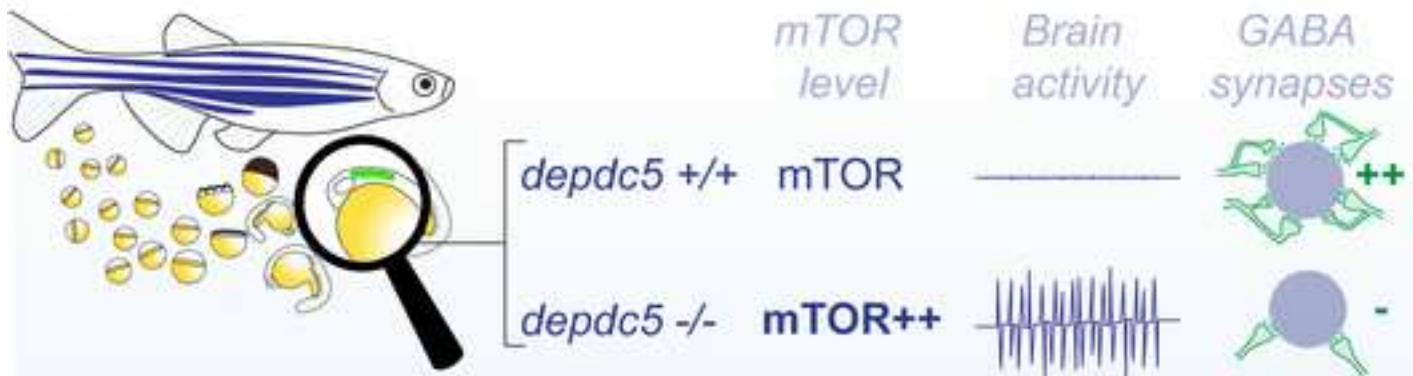 mTOR level
Brain activity
GABA synapses
depdc5 +/+ mTOR ++
depdc5 -/- mTOR++ -